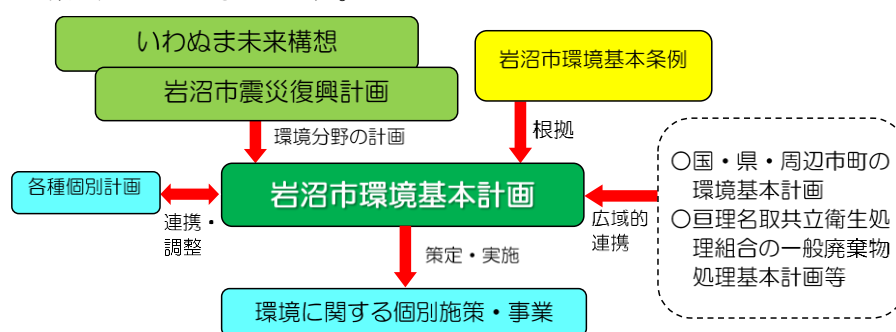 いわぬま未来構想
岩沼市震災復興計画
岩沼市環境基本条例
環境分野の計画
根拠
各種個別計画
岩沼市環境基本計画
連携・
調整
広域的
連携
〇国・県・周辺市町の
環境基本計画
〇亘理名取共立衛生処
理組合の一般廃棄物
処理基本計画等
策定・実施
環境に関する個別施策・事業